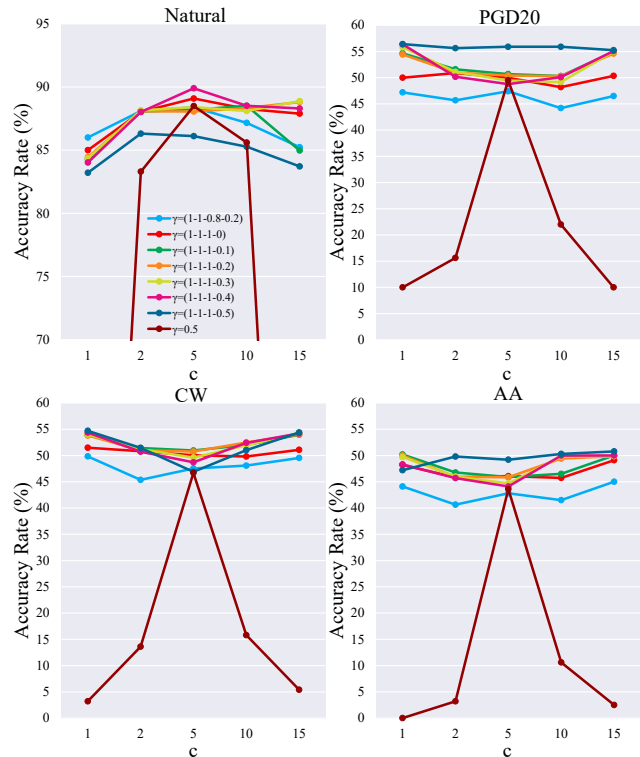 Natural
Accuracy Rate (%)
95
90
85
80
75
70
γ=(1-1-0.8-0.2)
γ=(1-1-1-0)
γ=(1-1-1-0.1)
γ=(1-1-1-0.2)
γ=(1-1-1-0.3)
γ=(1-1-1-0.4)
γ=(1-1-1-0.5)
γ=0.5
1 2 5 10 15
c
PGD20
Accuracy Rate (%)
60
55
50
45
40
35
30
25
20
15
10
5
0
1 2 5 10 15
c
CW
Accuracy Rate (%)
60
55
50
45
40
35
30
25
20
15
10
5
0
1 2 5 10 15
c
AA
Accuracy Rate (%)
60
55
50
45
40
35
30
25
20
15
10
5
0
1 2 5 10 15
c